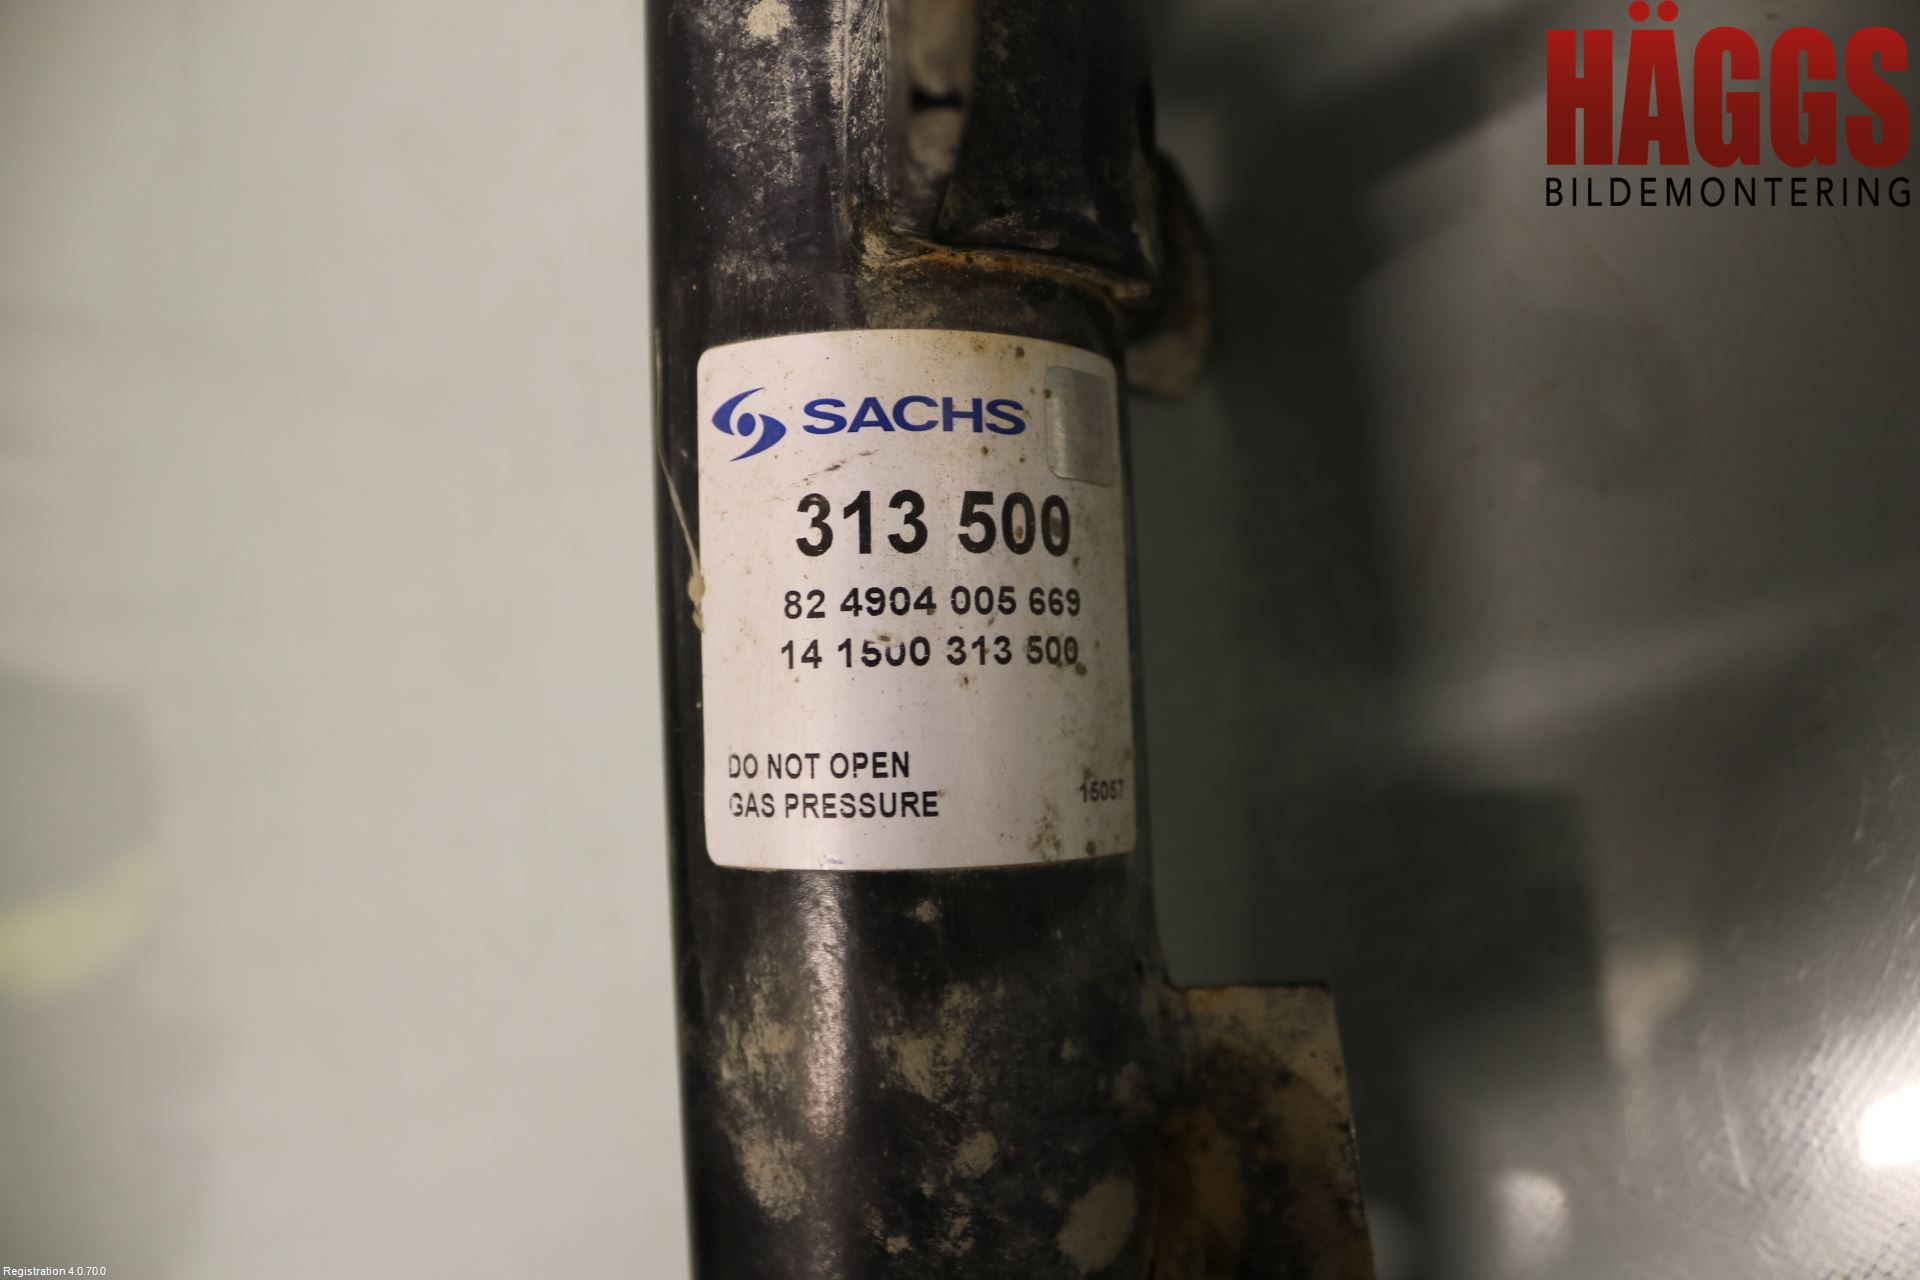 HÄGGS
BILDEMONTERING
SACHS
313 500
82 4904 005 669
14 1500 313 500
DO NOT OPEN
GAS PRESSURE
15057
Registration 4.0.70.0